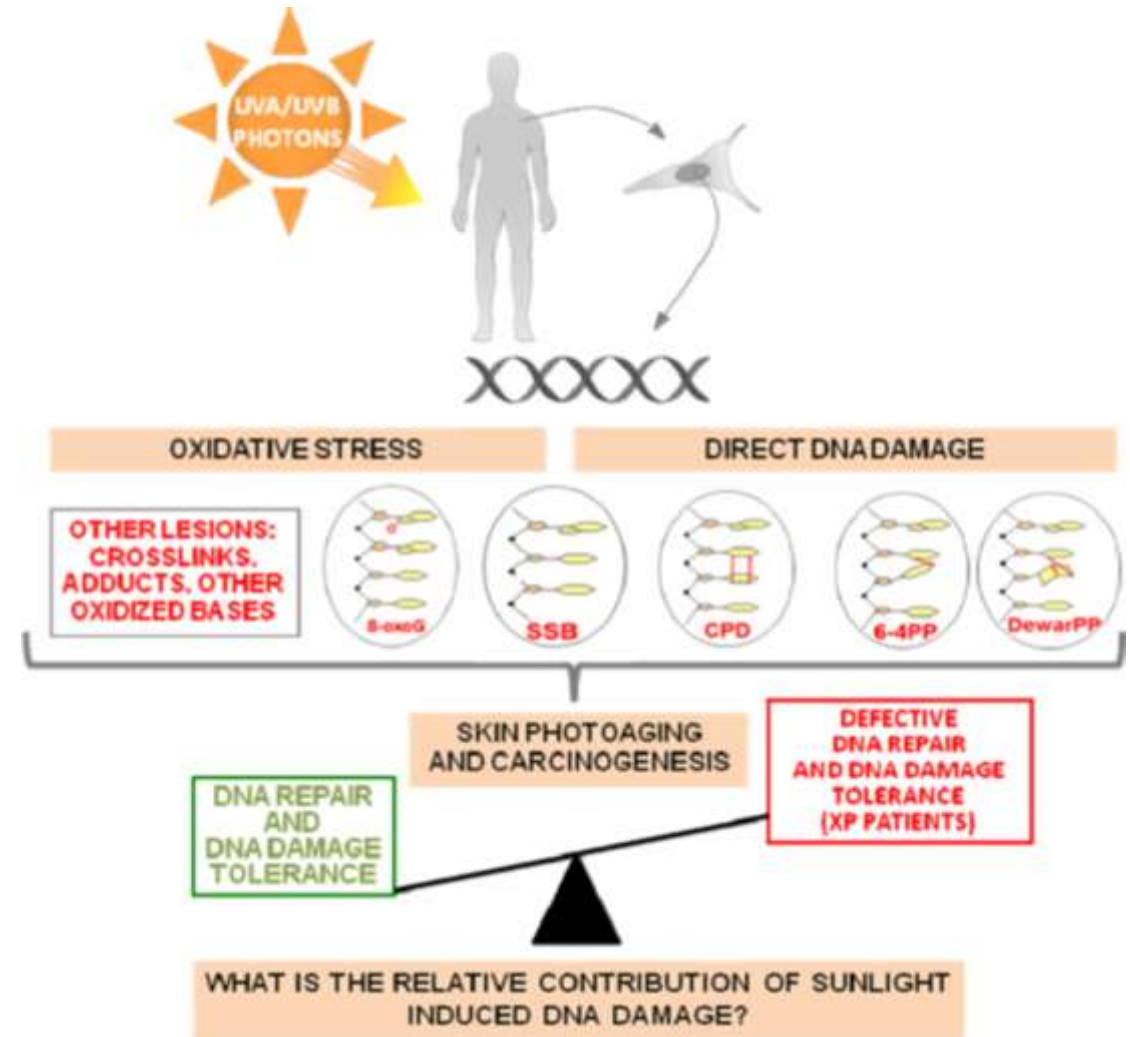 UVA/UVB
PHOTONS
OXIDATIVE STRESS
DIRECT DNA DAMAGE
OTHER LESIONS:
CROSSLINKS,
ADDUCTS, OTHER
OXIDIZED BASES
8-oxoG
SSB
CPD
6-4PP
DewarPP
SKIN PHOTOAGING
AND CARCINOGENESIS
DEFECTIVE
DNA REPAIR
AND DNA DAMAGE
TOLERANCE
(XP PATIENTS)
DNA REPAIR
AND
DNA DAMAGE
TOLERANCE
WHAT IS THE RELATIVE CONTRIBUTION OF SUNLIGHT
INDUCED DNA DAMAGE?